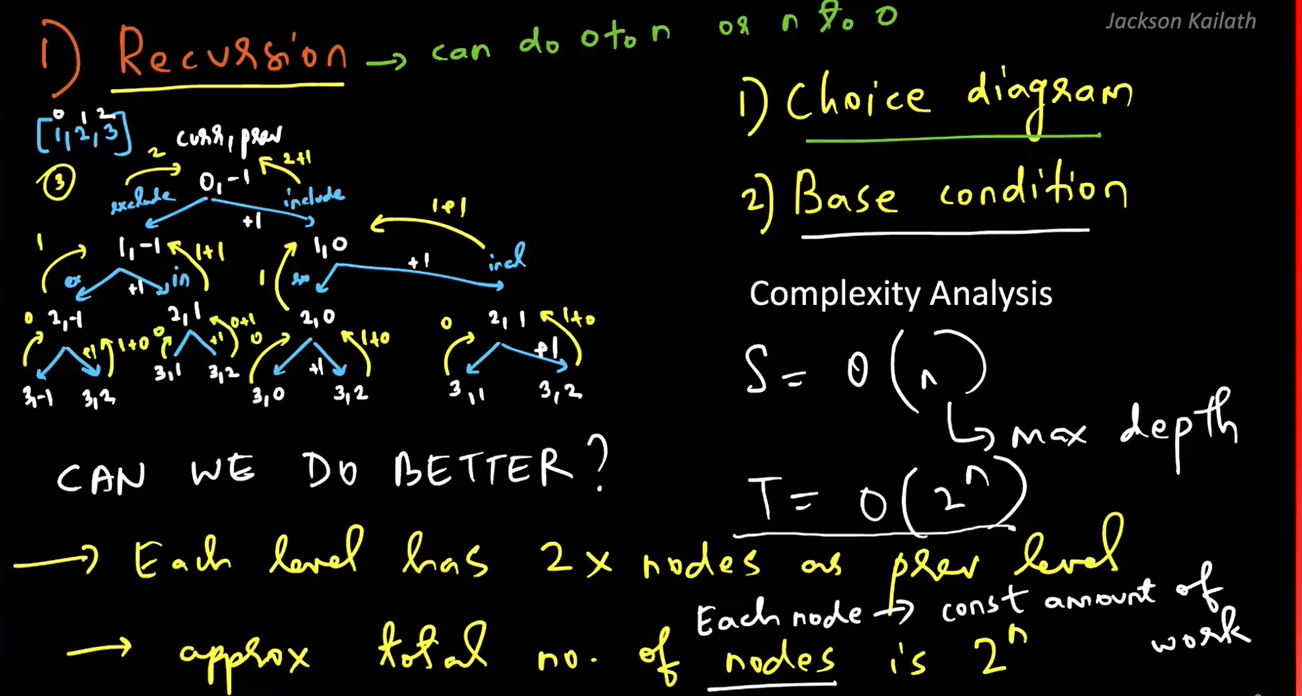 Jackson Kailath
1) Recursion → can do 0 to n or n to 0
0 1 2
[1, 2, 3]
curr, prev
3
2
2+1
0, -1
exclude
include
+1
1
1, -1
1+1
1
1, 0
1+1
ex
+1
in
ex
+1
incl
0
2, -1
+1
1+0
0
2, 1
+1
0+1
0
2, 0
+1
1+0
0
2, 1
+1
1+0
3, -1
3, 2
3, 1
3, 2
3, 0
3, 2
3, 1
3, 2
1) Choice diagram
2) Base condition
Complexity Analysis
S = O(n)
↳ max depth
T = O(2^n)
CAN WE DO BETTER?
→ Each level has 2x nodes as prev level
Each node → const amount of work
→ approx total no. of nodes is 2^n